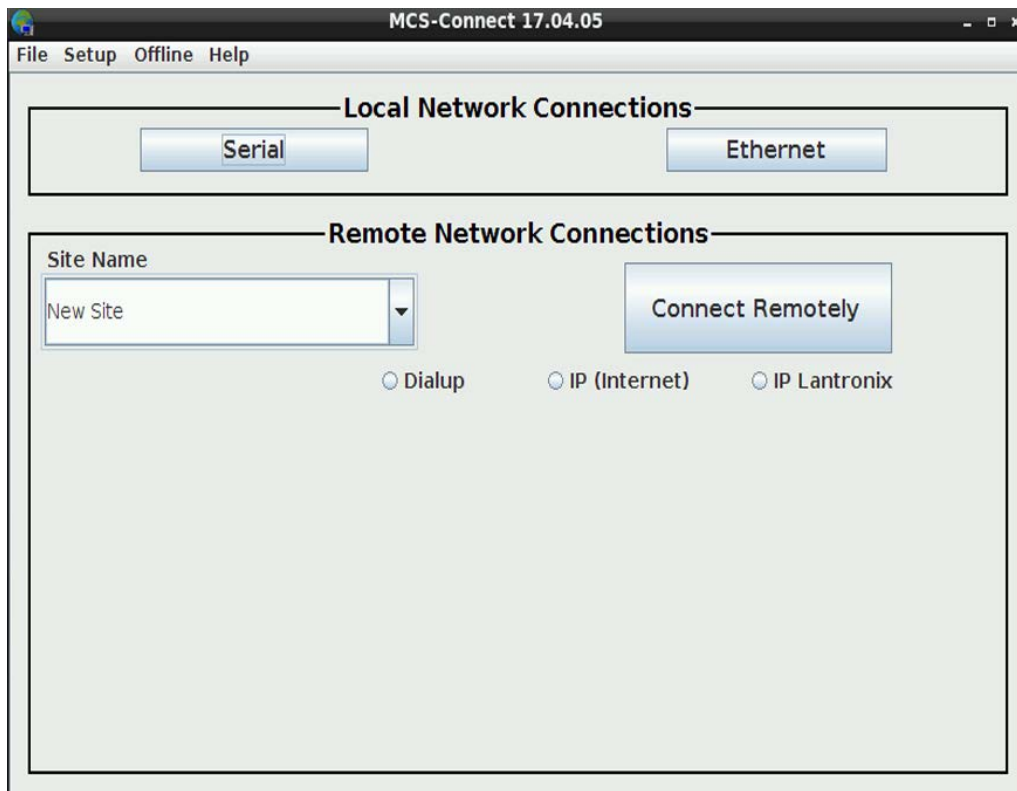 MCS-Connect 17.04.05
File Setup Offline Help
Local Network Connections
Serial Ethernet
Remote Network Connections
Site Name
New Site
Connect Remotely
Dialup IP (Internet) IP Lantronix